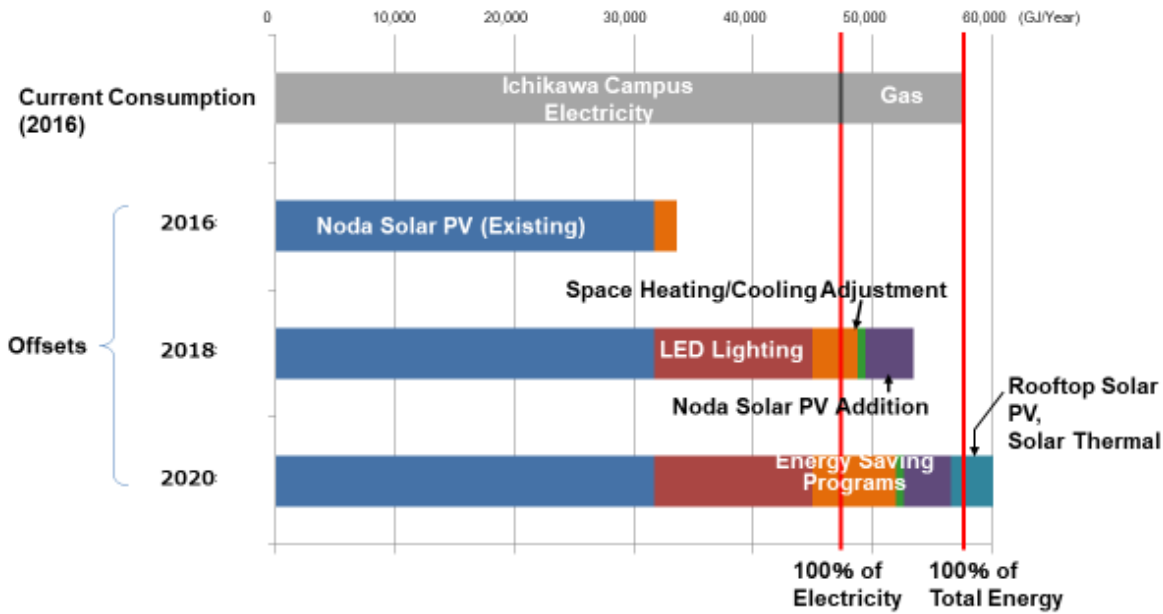 0 10,000 20,000 30,000 40,000 50,000 60,000 (GJ/Year)
Current Consumption
(2016)
Ichikawa Campus
Electricity
Gas
Offsets
2016:
Noda Solar PV (Existing)
Space Heating/Cooling Adjustment
2018:
LED Lighting
Noda Solar PV Addition
Rooftop Solar
PV,
Solar Thermal
2020:
Energy Saving
Programs
100% of
Electricity
100% of
Total Energy